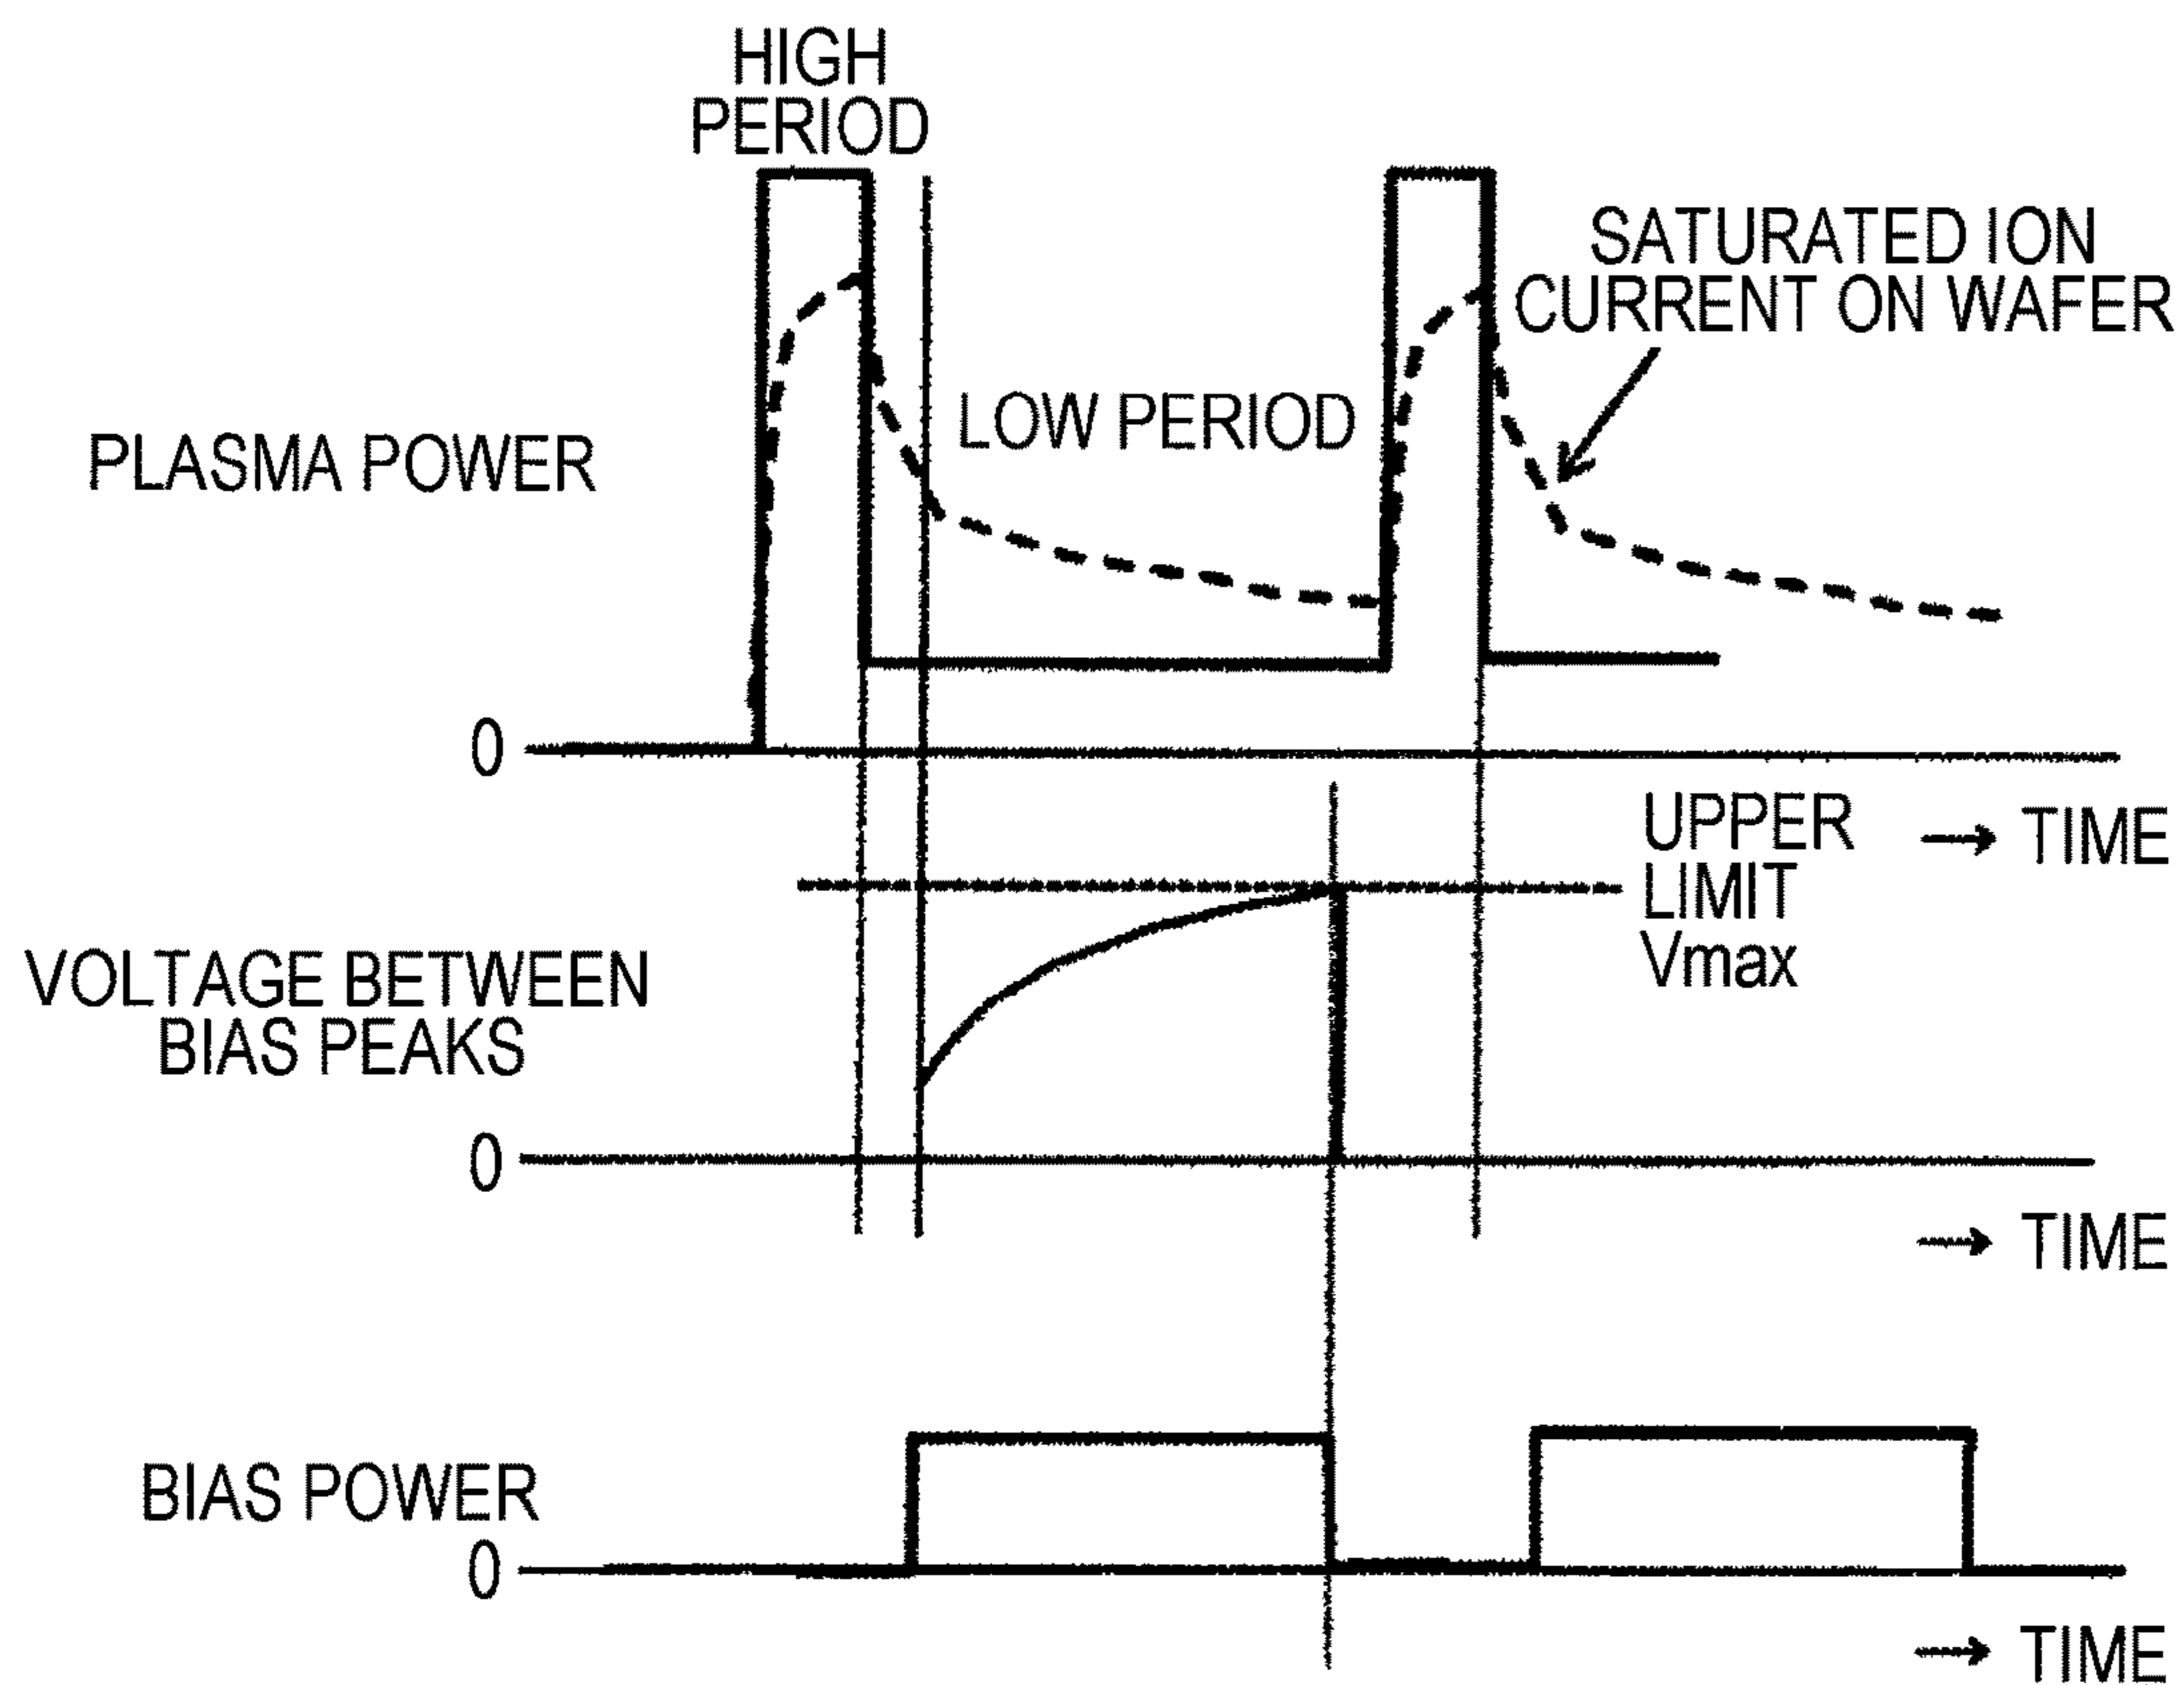 HIGH
PERIOD
SATURATED ION
CURRENT ON WAFER
LOW PERIOD
PLASMA POWER
0
UPPER
LIMIT
Vmax
→ TIME
VOLTAGE BETWEEN
BIAS PEAKS
0
→ TIME
BIAS POWER
0
→ TIME